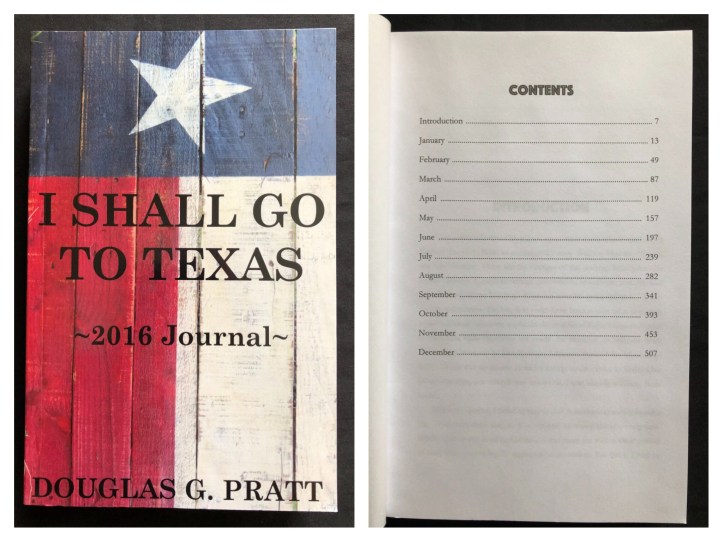 I SHALL GO
TO TEXAS
~2016 Journal~
DOUGLAS G. PRATT
CONTENTS
Introduction ........................................ 7
January ........................................ 13
February ........................................ 49
March ........................................ 87
April ........................................ 119
May ........................................ 157
June ........................................ 197
July ........................................ 239
August ........................................ 282
September ........................................ 341
October ........................................ 393
November ........................................ 453
December ........................................ 507